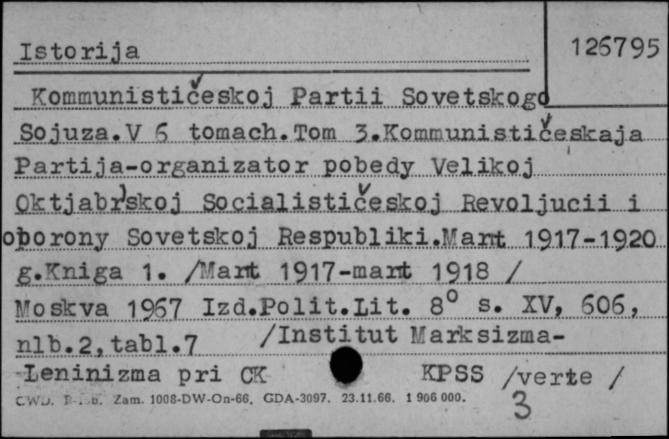 Istorija 126795
Kommunističeskoj Partii Sovetskogo
Sojuza.V 6 tomach.Tom 3.Kommunističeskaja
Partija-organizator pobedy Velikoj
Oktjabr'skoj Socialističeskoj Revoljucii i
oborony Sovetskoj Respubliki.Mart 1917-1920
g.Kniga 1. /Mart 1917-mart 1918 /
Moskva 1967 Izd.Polit.Lit. 8° s. XV, 606,
nlb.2,tabl.7 /Institut Marksizma-
-Leninizma pri CK KPSS /verte /
Zam. 1008-DW-On-66. GDA-3097. 23.11.66. 1 906 000.
3